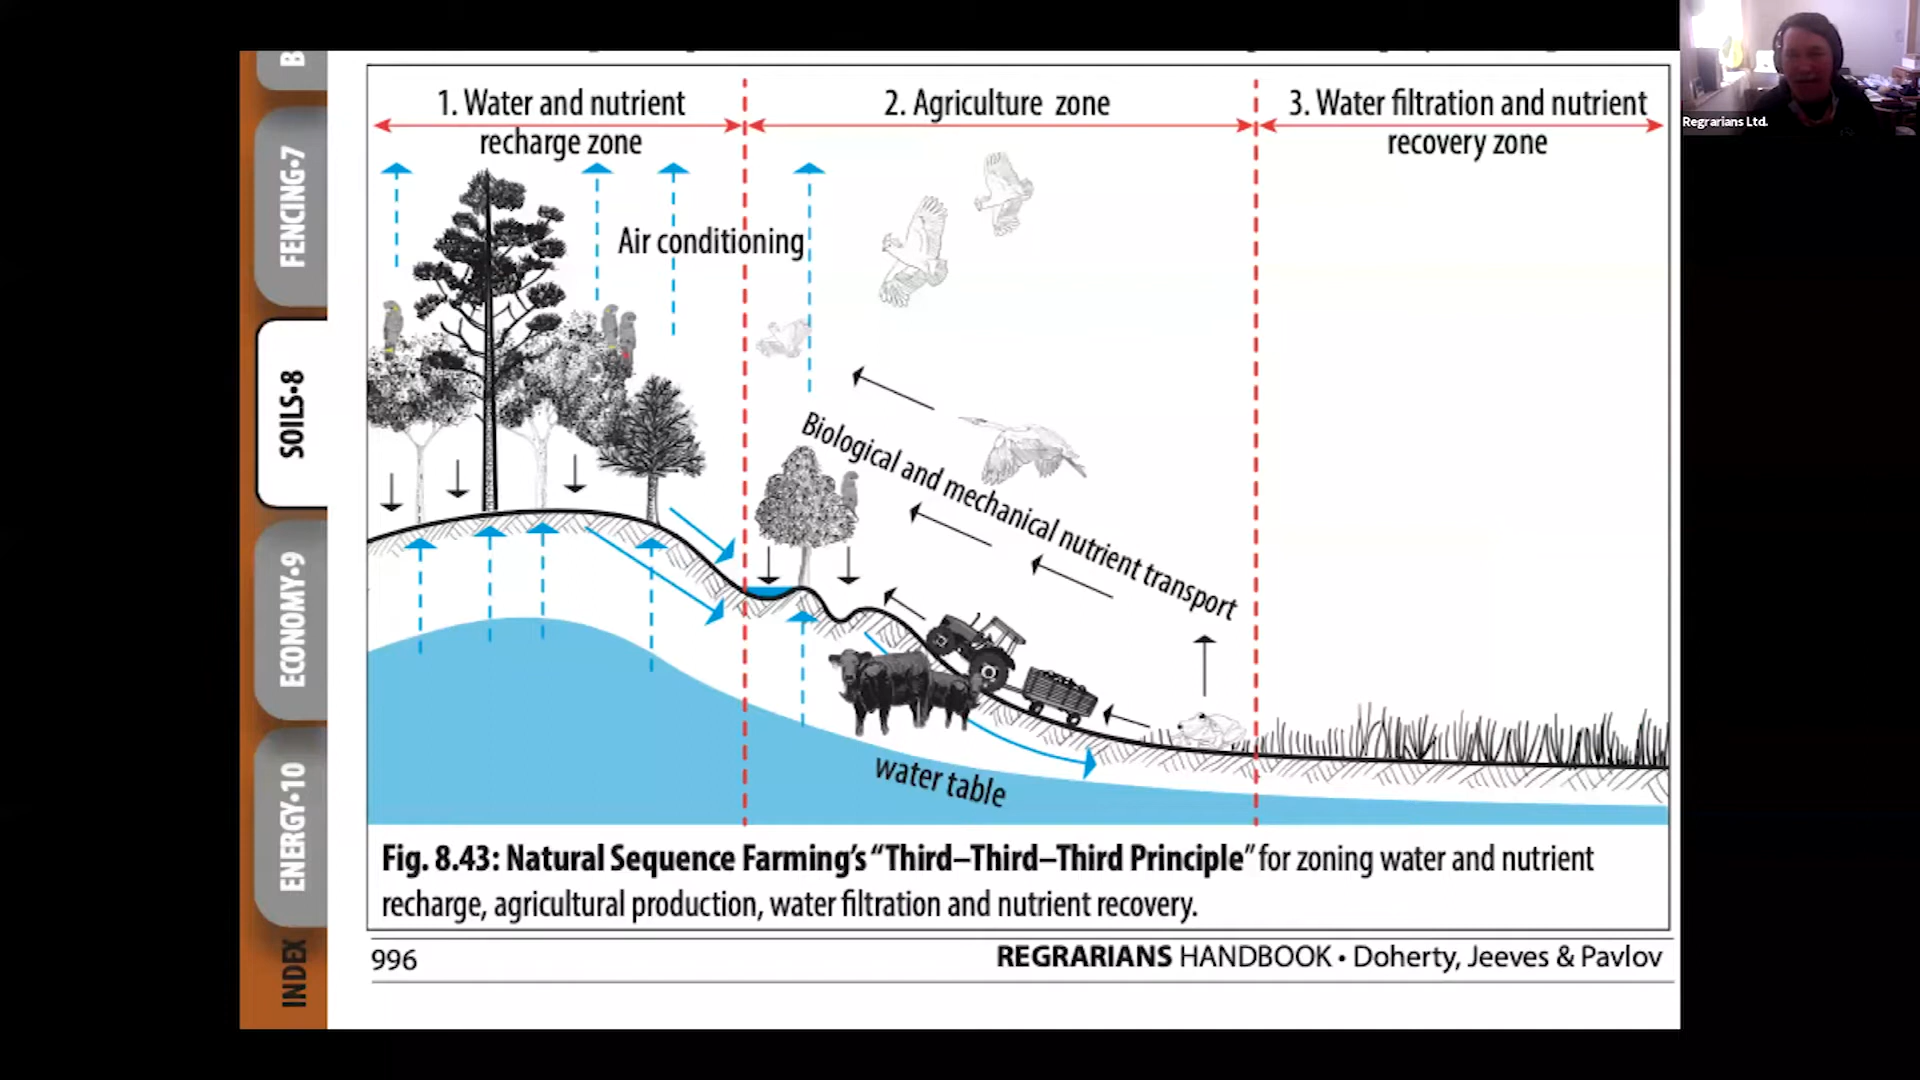 B
FENCING•7
SOILS•8
ECONOMY•9
ENERGY•10
INDEX
1. Water and nutrient
recharge zone
2. Agriculture zone
3. Water filtration and nutrient
recovery zone
Air conditioning
Biological and mechanical nutrient transport
water table
Fig. 8.43: Natural Sequence Farming's “Third–Third–Third Principle” for zoning water and nutrient
recharge, agricultural production, water filtration and nutrient recovery.
996
REGRARIANS HANDBOOK • Doherty, Jeeves & Pavlov
Regrarians Ltd.